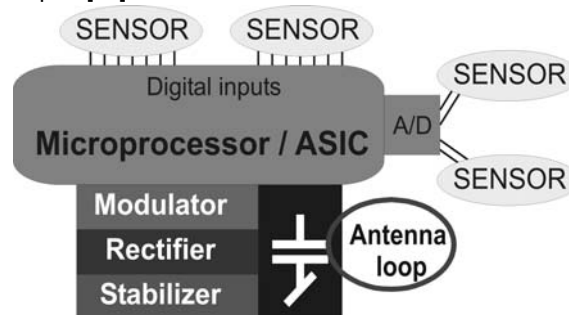 SENSOR
SENSOR
Digital inputs
SENSOR
A/D
Microprocessor / ASIC
SENSOR
Modulator
Rectifier
Stabilizer
Antenna
loop